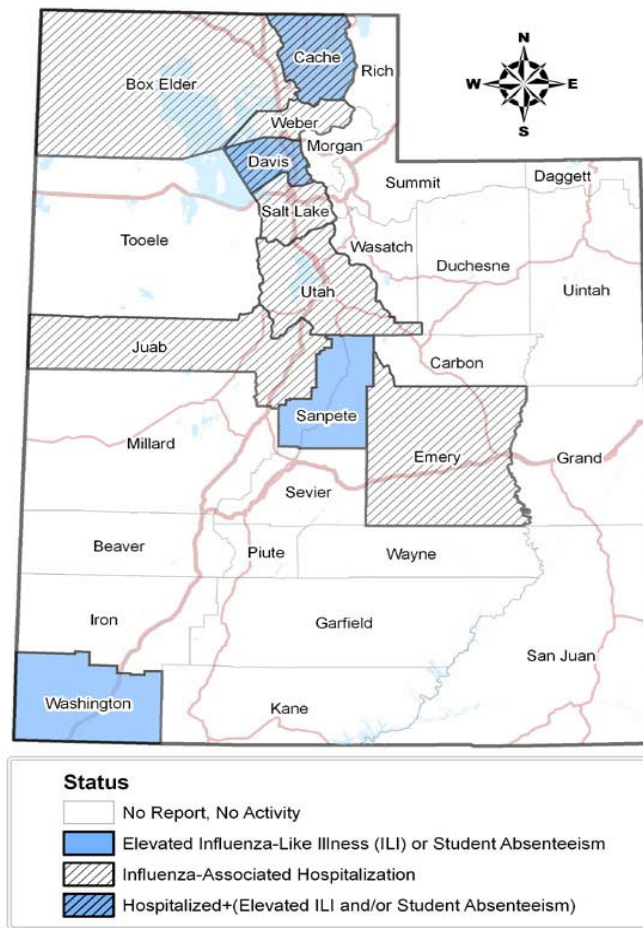 Cache
Rich
N
W E
S
Box Elder
Weber
Morgan
Davis
Summit
Daggett
Salt Lake
Tooele
Wasatch
Duchesne
Utah
Uintah
Juab
Carbon
Sanpete
Millard
Emery
Grand
Sevier
Beaver
Piute
Wayne
Iron
Garfield
San Juan
Washington
Kane
Status
No Report, No Activity
Elevated Influenza-Like Illness (ILI) or Student Absenteeism
Influenza-Associated Hospitalization
Hospitalized+(Elevated ILI and/or Student Absenteeism)